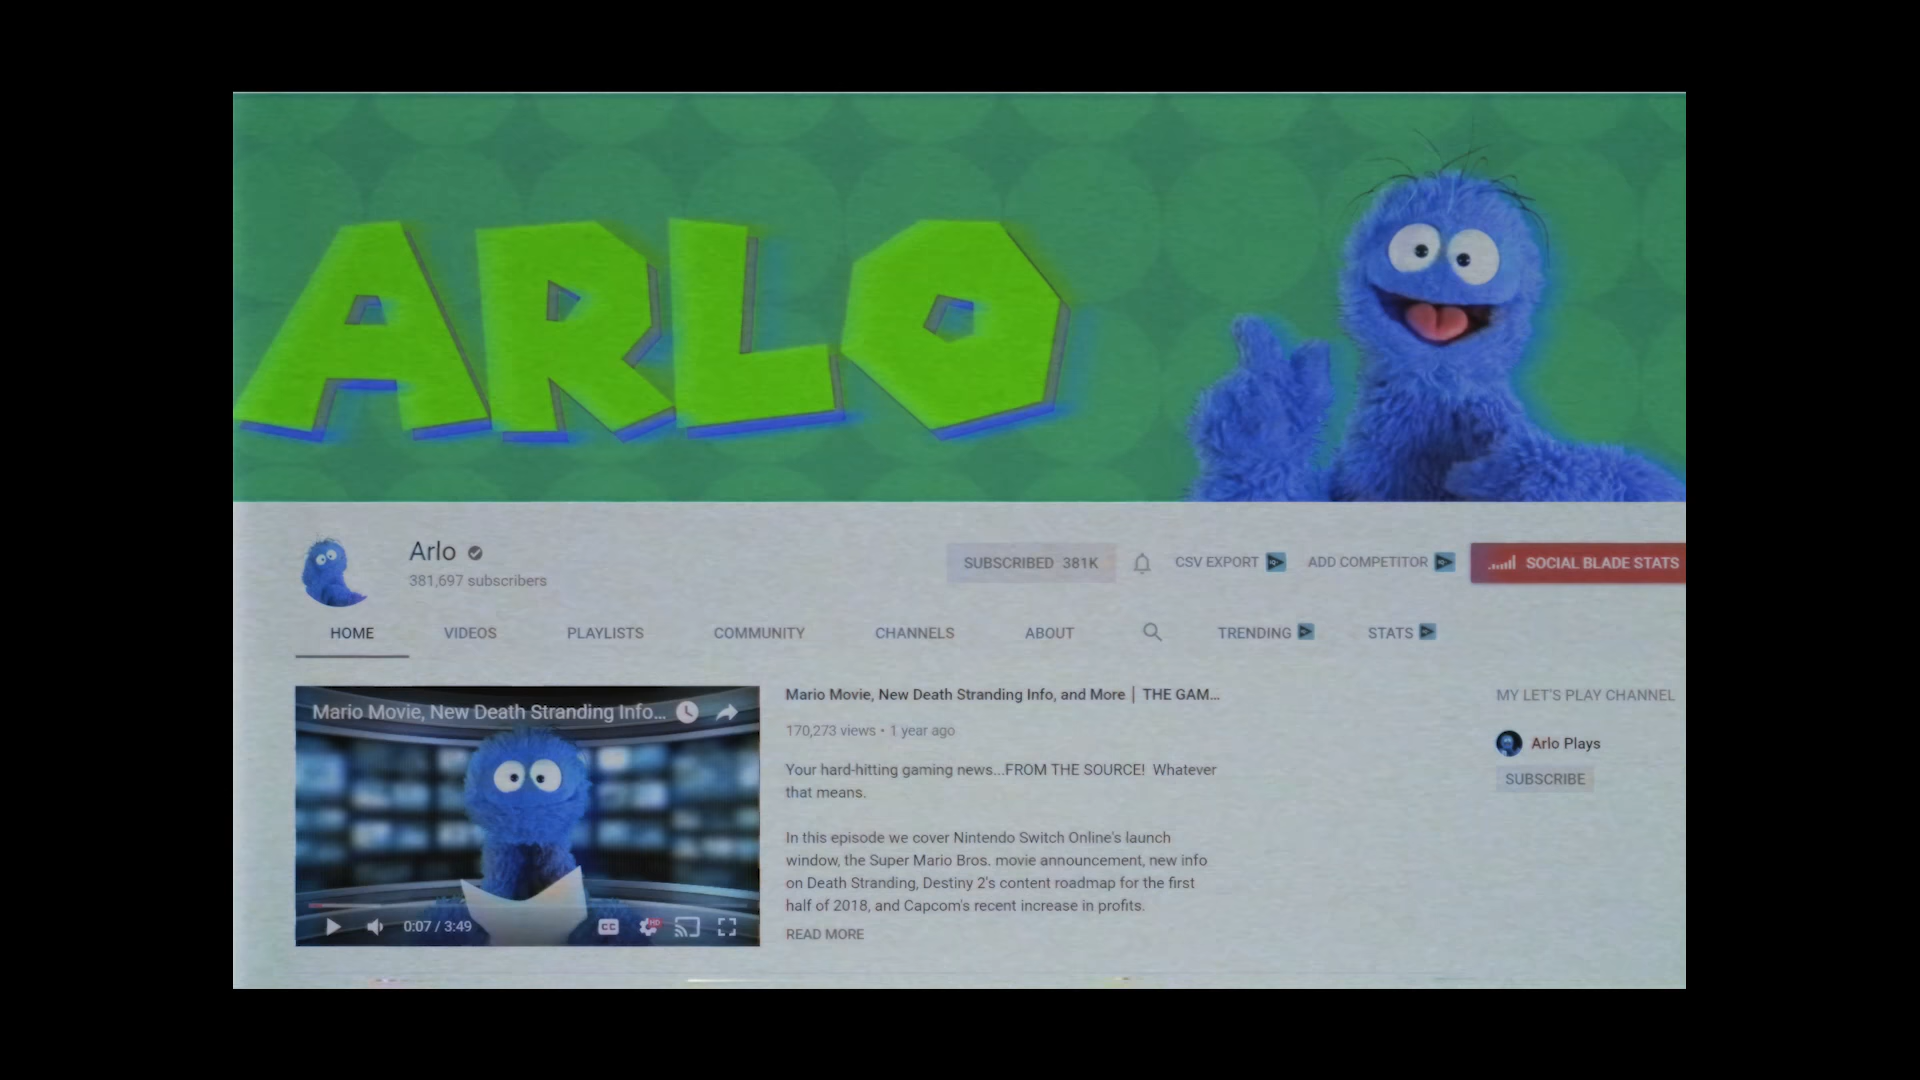 ARLO
Arlo
381,697 subscribers
SUBSCRIBED 381K
CSV EXPORT
ADD COMPETITOR
SOCIAL BLADE STATS
HOME
VIDEOS
PLAYLISTS
COMMUNITY
CHANNELS
ABOUT
TRENDING
STATS
Mario Movie, New Death Stranding Info...
0:07 / 3:49
CC
HD
Mario Movie, New Death Stranding Info, and More | THE GAM...
170,273 views • 1 year ago
Your hard-hitting gaming news...FROM THE SOURCE! Whatever
that means.
In this episode we cover Nintendo Switch Online's launch
window, the Super Mario Bros. movie announcement, new info
on Death Stranding, Destiny 2's content roadmap for the first
half of 2018, and Capcom's recent increase in profits.
READ MORE
MY LET'S PLAY CHANNEL
Arlo Plays
SUBSCRIBE